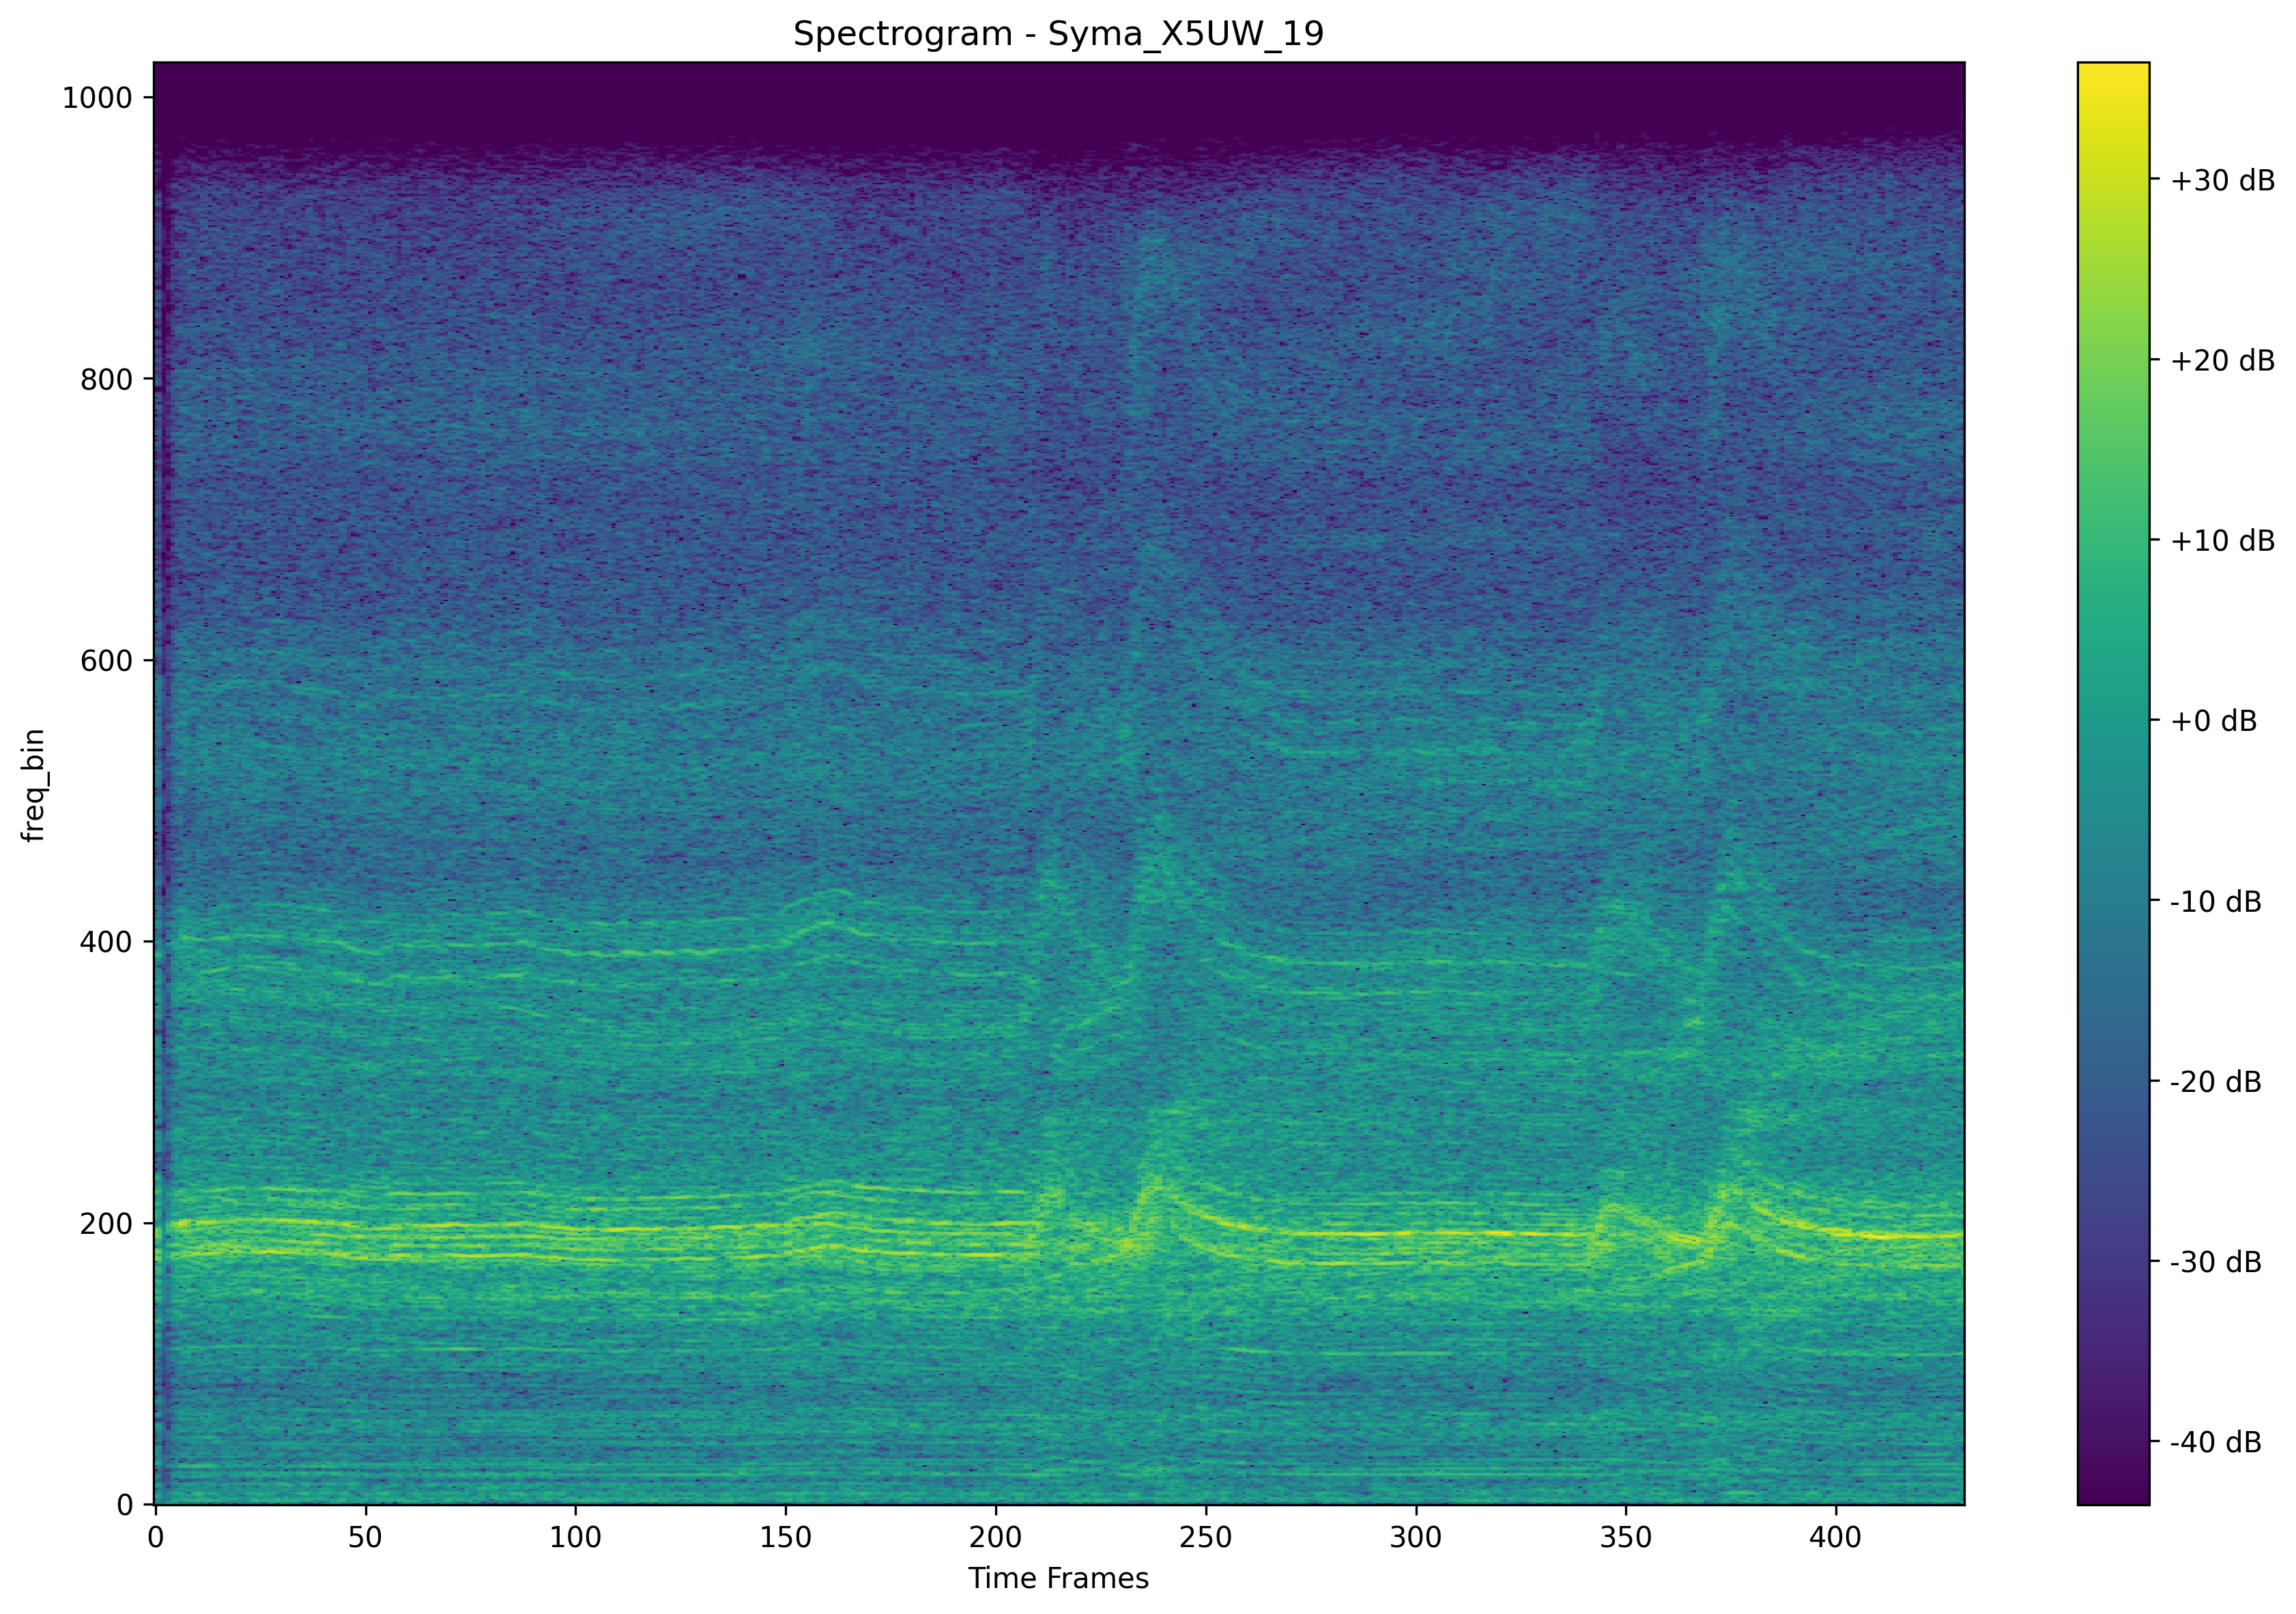 Spectrogram - Syma_X5UW_19
1000
800
600
400
200
0
freq_bin
0 50 100 150 200 250 300 350 400
Time Frames
+30 dB
+20 dB
+10 dB
+0 dB
-10 dB
-20 dB
-30 dB
-40 dB